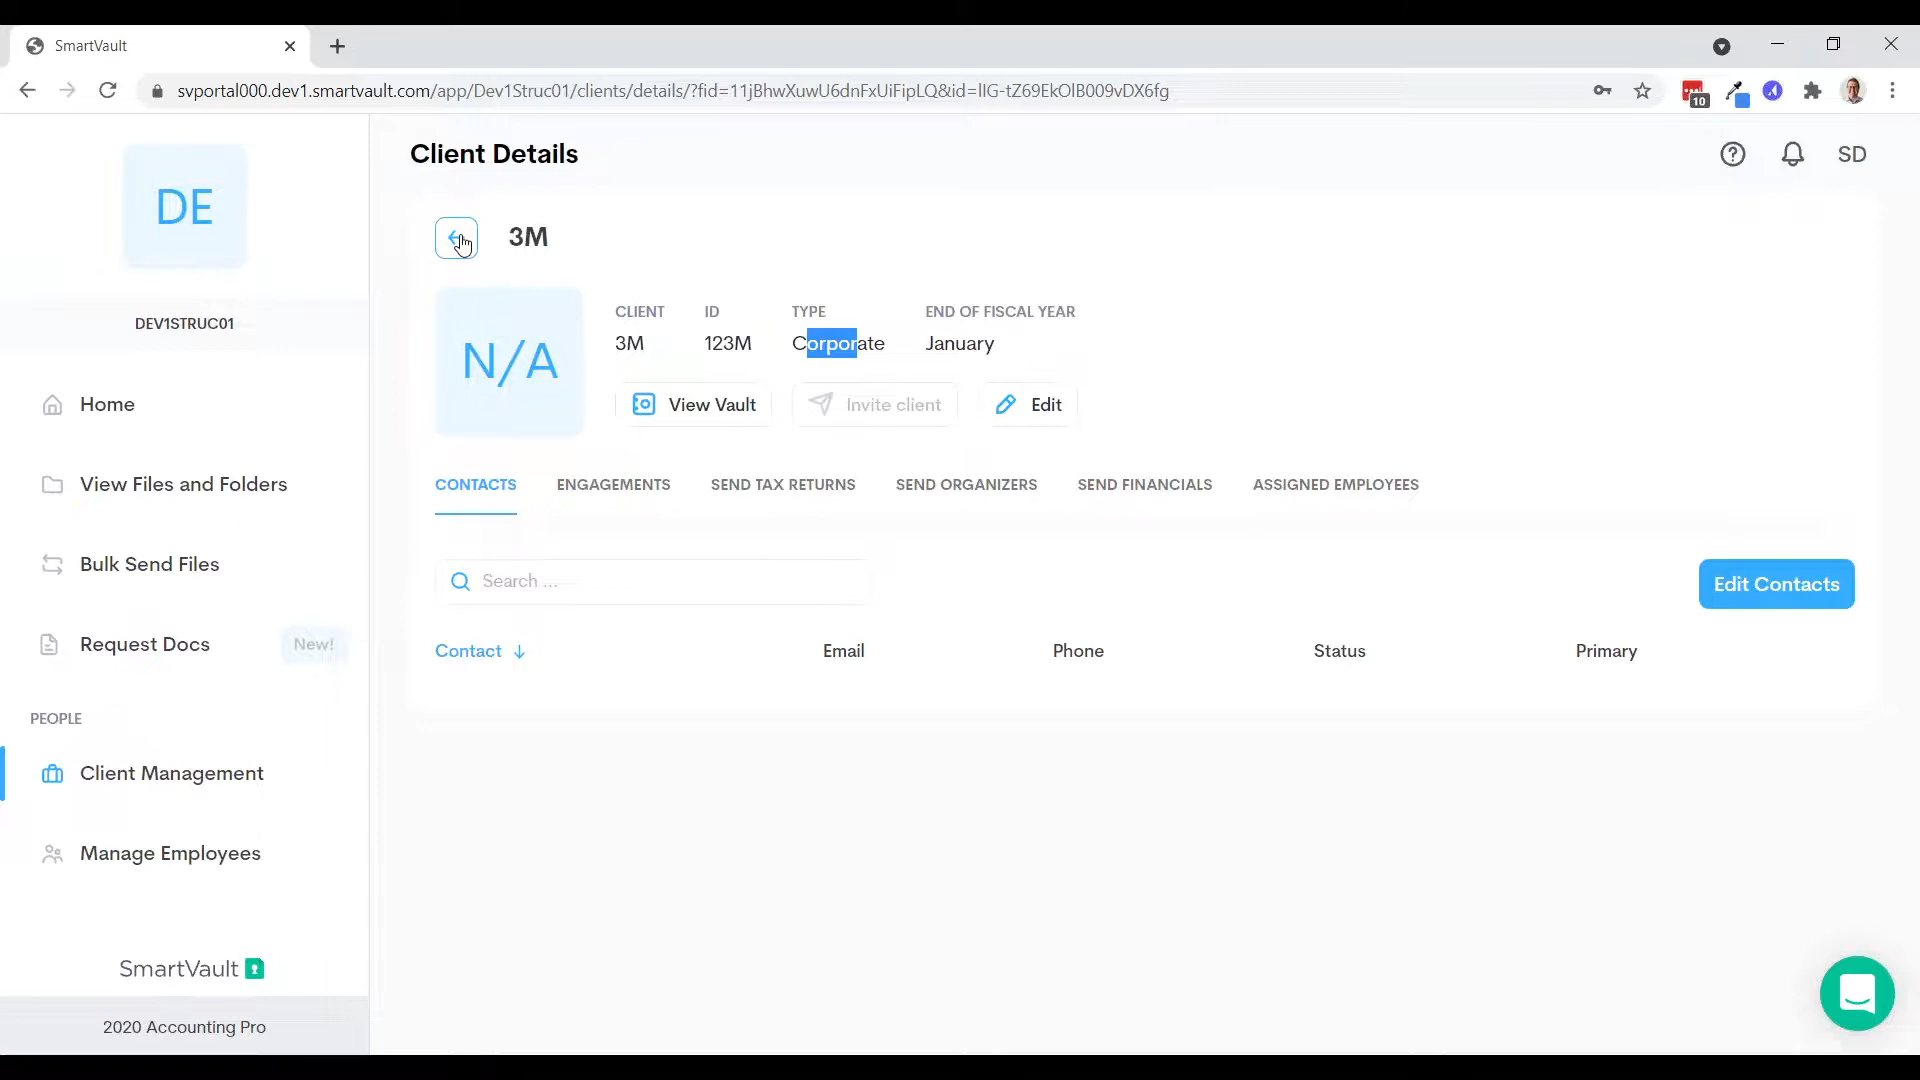 SmartVault
svportal000.dev1.smartvault.com/app/Dev1Struc01/clients/details/?fid=11jBhwXuwU6dnFxUiFipLQ&id=lIG-tZ69EkOlB009vDX6fg
10
DE
DEV1STRUC01
Home
View Files and Folders
Bulk Send Files
Request Docs New!
PEOPLE
Client Management
Manage Employees
SmartVault
2020 Accounting Pro
Client Details
SD
3M
N/A
CLIENT ID TYPE END OF FISCAL YEAR
3M 123M Corporate January
View Vault Invite client Edit
CONTACTS ENGAGEMENTS SEND TAX RETURNS SEND ORGANIZERS SEND FINANCIALS ASSIGNED EMPLOYEES
Search ...
Edit Contacts
Contact Email Phone Status Primary